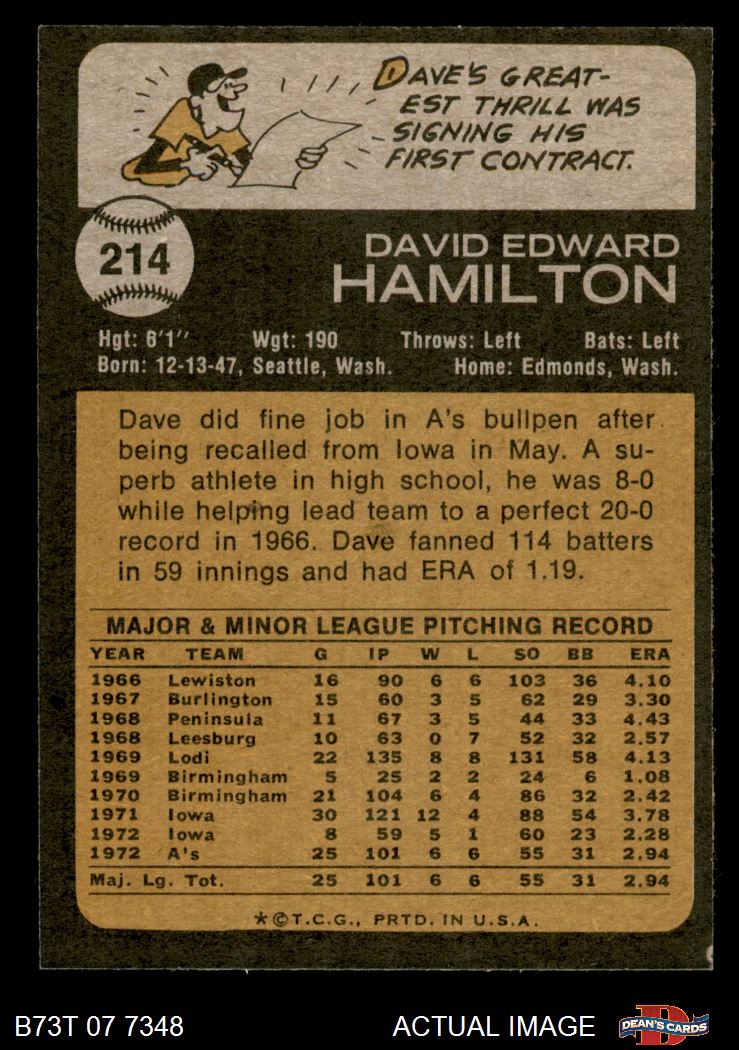 DAVE'S GREAT-
EST THRILL WAS
SIGNING HIS
FIRST CONTRACT.
214
DAVID EDWARD
HAMILTON
Hgt: 6'1" Wgt: 190 Throws: Left Bats: Left
Born: 12-13-47, Seattle, Wash. Home: Edmonds, Wash.
Dave did fine job in A's bullpen after
being recalled from Iowa in May. A su-
perb athlete in high school, he was 8-0
while helping lead team to a perfect 20-0
record in 1966. Dave fanned 114 batters
in 59 innings and had ERA of 1.19.
MAJOR & MINOR LEAGUE PITCHING RECORD
YEAR TEAM G IP W L SO BB ERA
1966 Lewiston 16 90 6 6 103 36 4.10
1967 Burlington 15 60 3 5 62 29 3.30
1968 Peninsula 11 67 3 5 44 33 4.43
1968 Leesburg 10 63 0 7 52 32 2.57
1969 Lodi 22 135 8 8 131 58 4.13
1969 Birmingham 5 25 2 2 24 6 1.08
1970 Birmingham 21 104 6 4 86 32 2.42
1971 Iowa 30 121 12 4 88 54 3.78
1972 Iowa 8 59 5 1 60 23 2.28
1972 A's 25 101 6 6 55 31 2.94
Maj. Lg. Tot. 25 101 6 6 55 31 2.94
*©T.C.G., PRTD. IN U.S.A.
B73T 07 7348 ACTUAL IMAGE DEAN'S CARDS